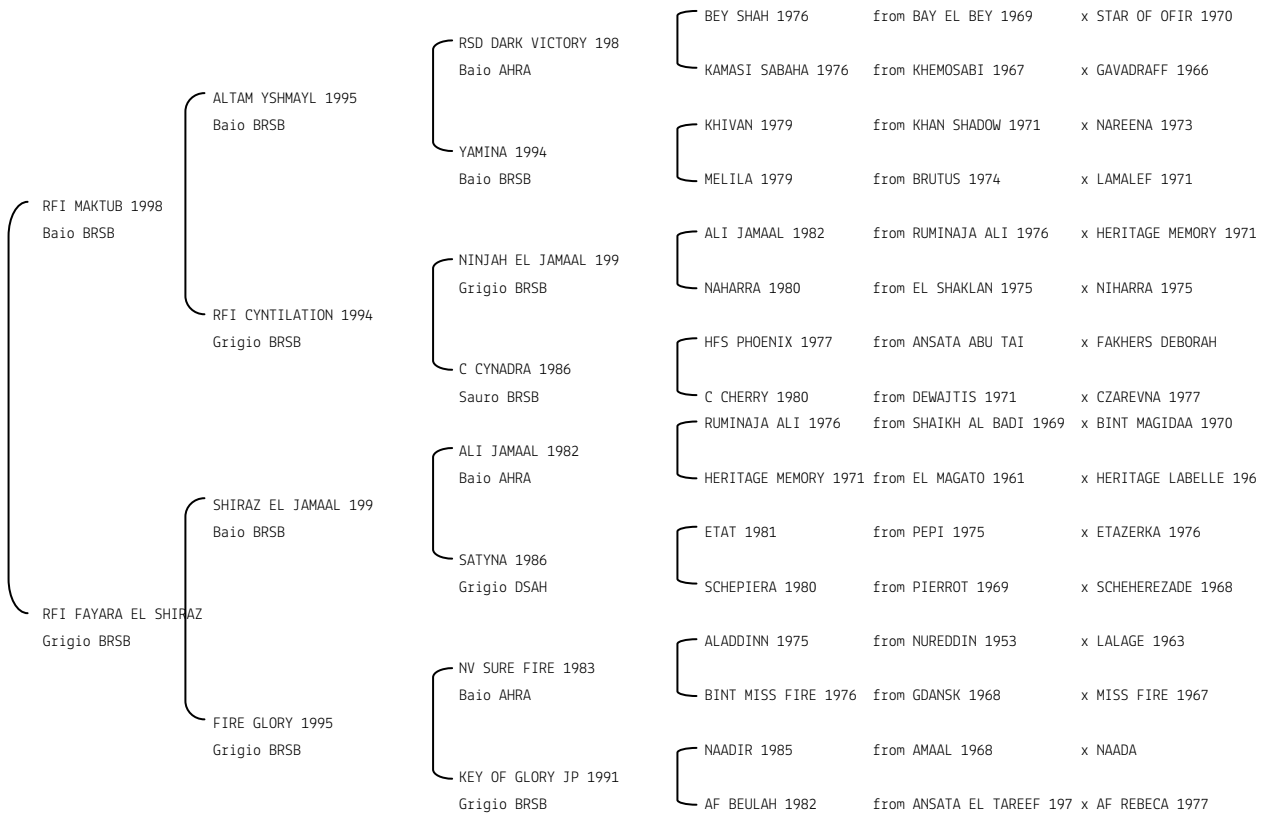 BEY SHAH 1976 from BAY EL BEY 1969 x STAR OF OFIR 1970
RSD DARK VICTORY 198
Baio AHRA
KAMASI SABAHA 1976 from KHEMOSABI 1967 x GAVADRAFF 1966
ALTAM YSHMAYL 1995
Baio BRSB
KHIVAN 1979 from KHAN SHADOW 1971 x NAREENA 1973
YAMINA 1994
Baio BRSB
MELILA 1979 from BRUTUS 1974 x LAMALEF 1971
RFI MAKTUB 1998
Baio BRSB
ALI JAMAAL 1982 from RUMINAJA ALI 1976 x HERITAGE MEMORY 1971
NINJAH EL JAMAAL 199
Grigio BRSB
NAHARRA 1980 from EL SHAKLAN 1975 x NIHARRA 1975
RFI CYNTILATION 1994
Grigio BRSB
HFS PHOENIX 1977 from ANSATA ABU TAI x FAKHERS DEBORAH
C CYNADRA 1986
Sauro BRSB
C CHERRY 1980 from DEWAJTIS 1971 x CZAREVNA 1977
RUMINAJA ALI 1976 from SHAIKH AL BADI 1969 x BINT MAGIDAA 1970
ALI JAMAAL 1982
Baio AHRA
HERITAGE MEMORY 1971 from EL MAGATO 1961 x HERITAGE LABELLE 196
SHIRAZ EL JAMAAL 199
Baio BRSB
ETAT 1981 from PEPI 1975 x ETAZERKA 1976
SATYNA 1986
Grigio DSAH
SCHEPIERA 1980 from PIERROT 1969 x SCHEHEREZADE 1968
RFI FAYARA EL SHIRAZ
Grigio BRSB
ALADDINN 1975 from NUREDDIN 1953 x LALAGE 1963
NV SURE FIRE 1983
Baio AHRA
BINT MISS FIRE 1976 from GDANSK 1968 x MISS FIRE 1967
FIRE GLORY 1995
Grigio BRSB
NAADIR 1985 from AMAAL 1968 x NAADA
KEY OF GLORY JP 1991
Grigio BRSB
AF BEULAH 1982 from ANSATA EL TAREEF 197 x AF REBECA 1977